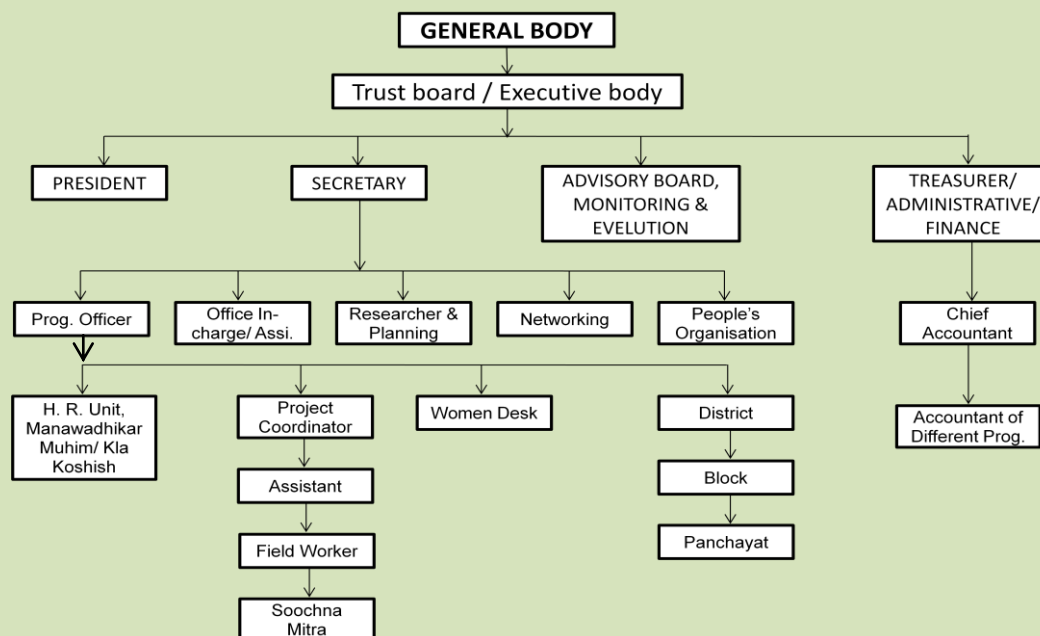 GENERAL BODY
Trust board / Executive body
PRESIDENT
SECRETARY
ADVISORY BOARD,
MONITORING &
EVELUTION
TREASURER/
ADMINISTRATIVE/
FINANCE
Prog. Officer
Office In-
charge/ Assi.
Researcher &
Planning
Networking
People's
Organisation
Chief
Accountant
H. R. Unit,
Manawadhikar
Muhim/ Kla
Koshish
Project
Coordinator
Women Desk
District
Accountant of
Different Prog.
Assistant
Block
Field Worker
Panchayat
Soochna
Mitra